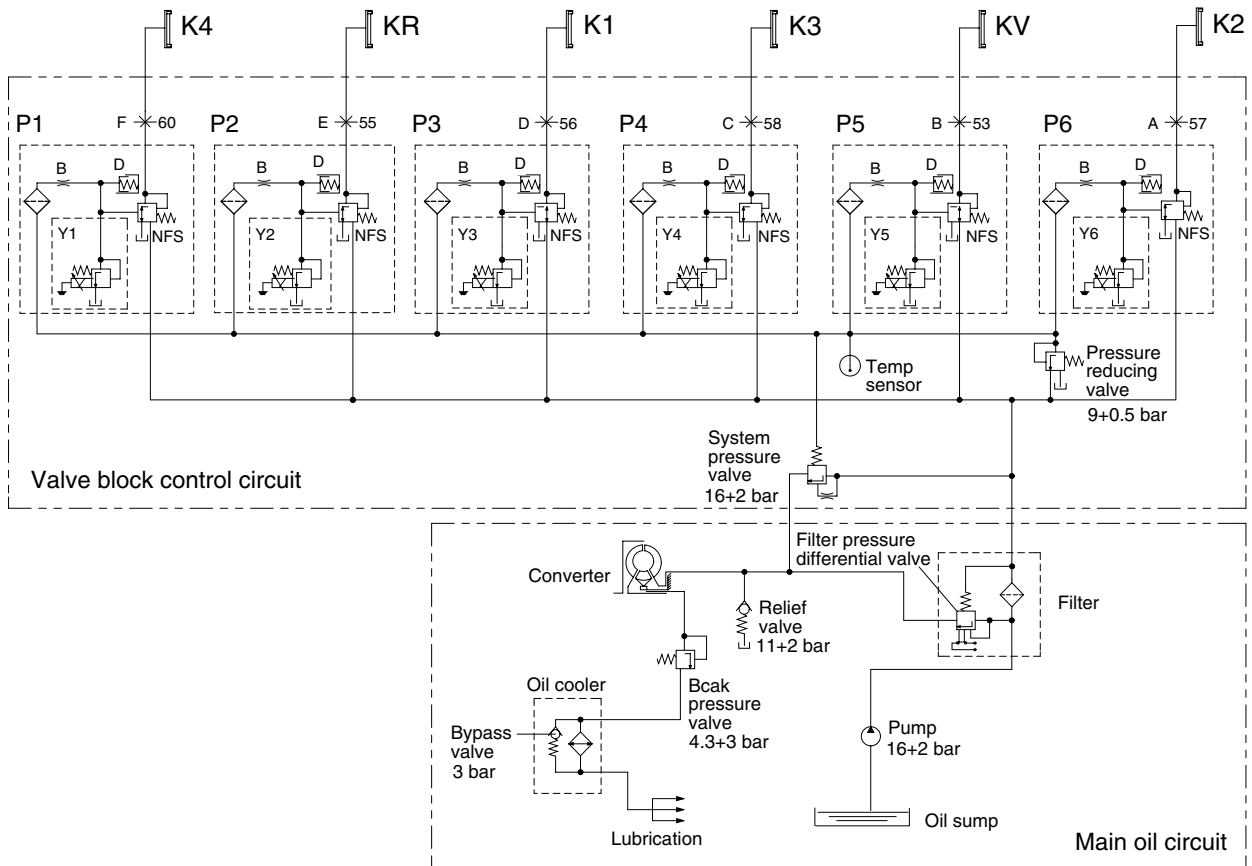 K4
KR
K1
K3
KV
K2
P1
F
60
P2
E
55
P3
D
56
P4
C
58
P5
B
53
P6
A
57
B
D
B
D
B
D
B
D
B
D
B
D
Y1
NFS
Y2
NFS
Y3
NFS
Y4
NFS
Y5
NFS
Y6
NFS
Temp
sensor
Pressure
reducing
valve
9+0.5 bar
System
pressure
valve
16+2 bar
Valve block control circuit
Filter pressure
differential valve
Converter
Relief
valve
11+2 bar
Filter
Oil cooler
Bcak
pressure
valve
4.3+3 bar
Bypass
valve
3 bar
Pump
16+2 bar
Lubrication
Oil sump
Main oil circuit